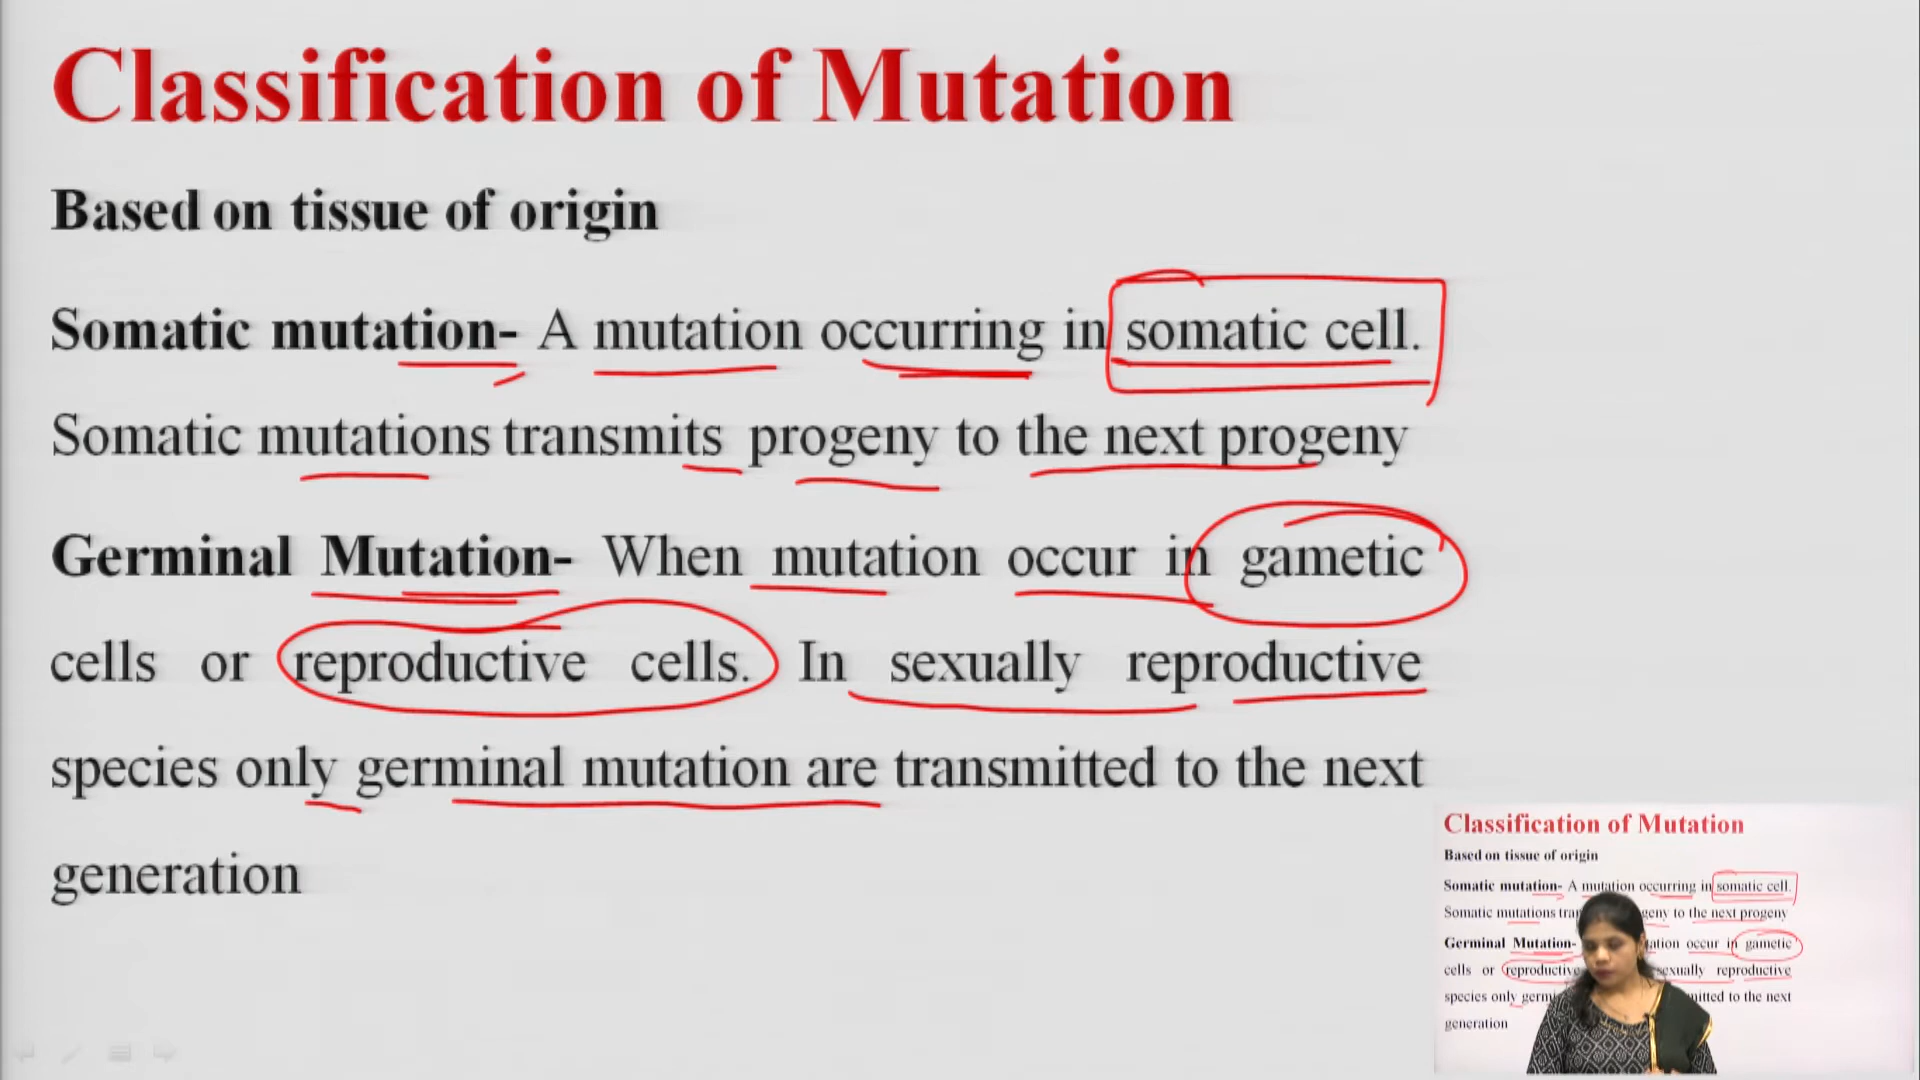 Classification of Mutation
Based on tissue of origin
Somatic mutation- A mutation occurring in somatic cell.
Somatic mutations transmits progeny to the next progeny
Germinal Mutation- When mutation occur in gametic
cells or reproductive cells. In sexually reproductive
species only germinal mutation are transmitted to the next
generation
Classification of Mutation
Based on tissue of origin
Somatic mutation- A mutation occurring in somatic cell.
Somatic mutations to the next progeny
Germinal Mutation- occur in gametic
cells or reproductive sexually reproductive
species only to the next
generation